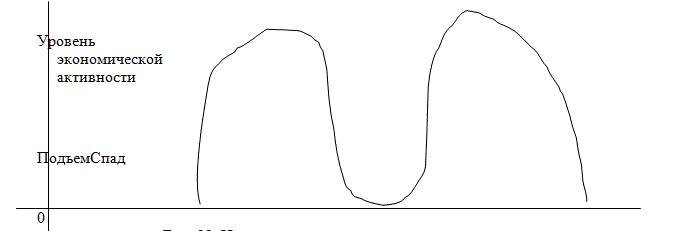 Уровень
экономической
активности
ПодъемСпад
0